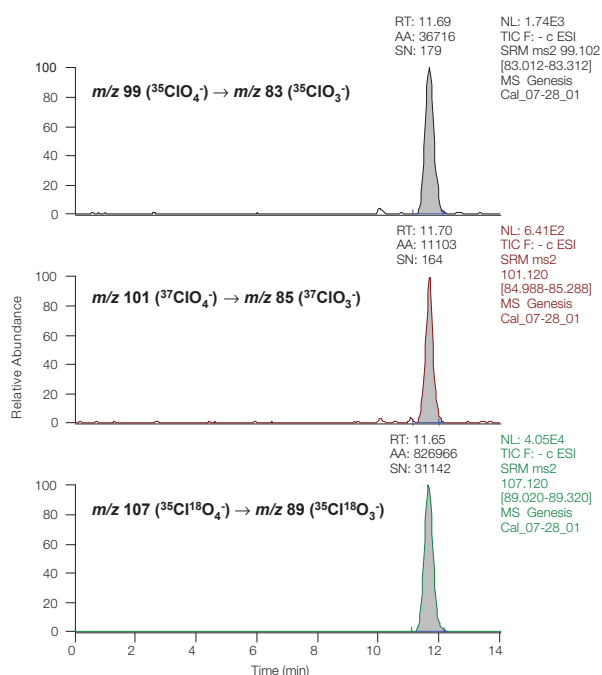 RT: 11.69
AA: 36716
SN: 179
NL: 1.74E3
TIC F: - c ESI
SRM ms2 99.102
[83.012-83.312]
MS Genesis
Cal_07-28_01
m/z 99 (³⁵ClO₄⁻) → m/z 83 (³⁵ClO₃⁻)
100
80
60
40
20
0
RT: 11.70
AA: 11103
SN: 164
NL: 6.41E2
TIC F: - c ESI
SRM ms2
101.120
[84.988-85.288]
MS Genesis
Cal_07-28_01
m/z 101 (³⁷ClO₄⁻) → m/z 85 (³⁷ClO₃⁻)
100
80
60
40
20
0
Relative Abundance
RT: 11.65
AA: 826966
SN: 31142
NL: 4.05E4
TIC F: - c ESI
SRM ms2
107.120
[89.020-89.320]
MS Genesis
Cal_07-28_01
m/z 107 (³⁵Cl¹⁸O₄⁻) → m/z 89 (³⁵Cl¹⁸O₃⁻)
100
80
60
40
20
0
0 2 4 6 8 10 12 14
Time (min)